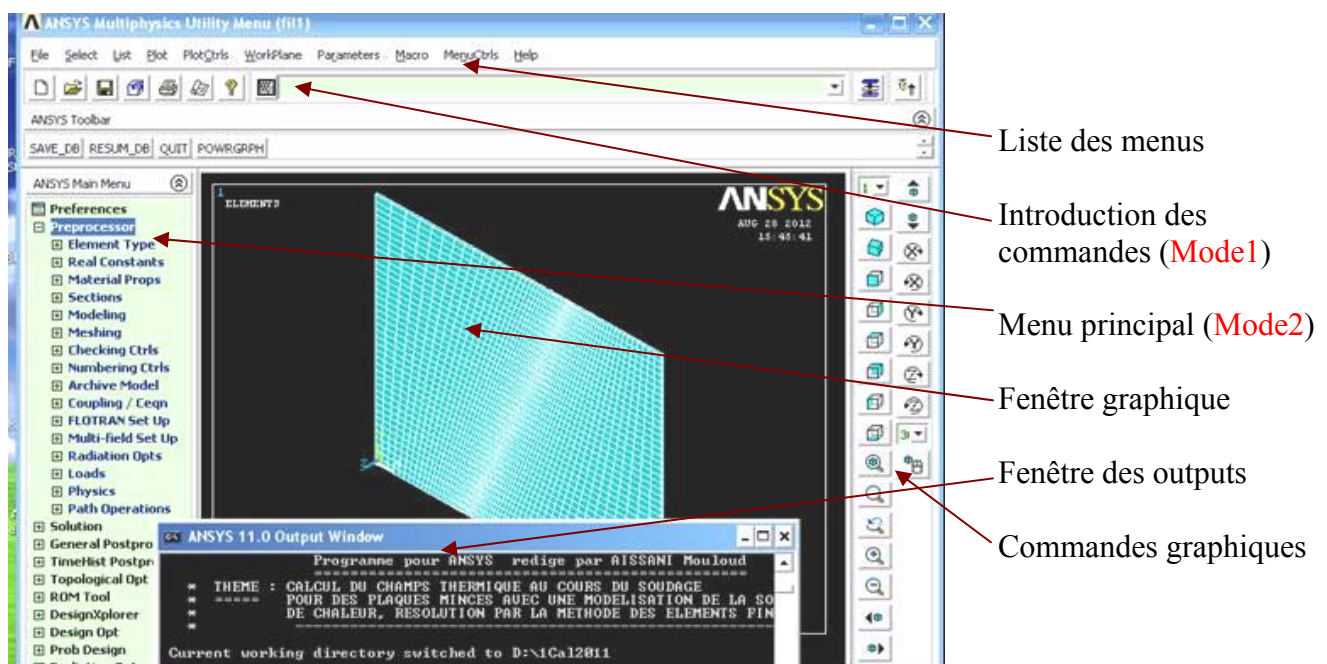 ANSYS Multiphysics Utility Menu (fil1)
File Select List Plot PlotCtrls WorkPlane Parameters Macro MenuCtrls Help
ANSYS Toolbar
SAVE_DB RESUM_DB QUIT POWRGRPH
ANSYS Main Menu
Preferences
Preprocessor
Element Type
Real Constants
Material Props
Sections
Modeling
Meshing
Checking Ctrls
Numbering Ctrls
Archive Model
Coupling / Ceqn
FLOTRAN Set Up
Multi-field Set Up
Radiation Opts
Loads
Physics
Path Operations
Solution
General Postpro
TimeHist Postpr
Topological Opt
ROM Tool
DesignXplorer
Design Opt
Prob Design
1
ELEMENTS
ANSYS
AUG 28 2012
15:45:41
ANSYS 11.0 Output Window
Programme pour ANSYS redige par AISSANI Mouloud
* THEME : CALCUL DU CHAMPS THERMIQUE AU COURS DU SOUDAGE
* ----- POUR DES PLAQUES MINCES AVEC UNE MODELISATION DE LA SO
* DE CHALEUR, RESOLUTION PAR LA METHODE DES ELEMENTS FIN
*
Current working directory switched to D:\1Cal2011
Liste des menus
Introduction des
commandes (Mode1)
Menu principal (Mode2)
Fenêtre graphique
Fenêtre des outputs
Commandes graphiques